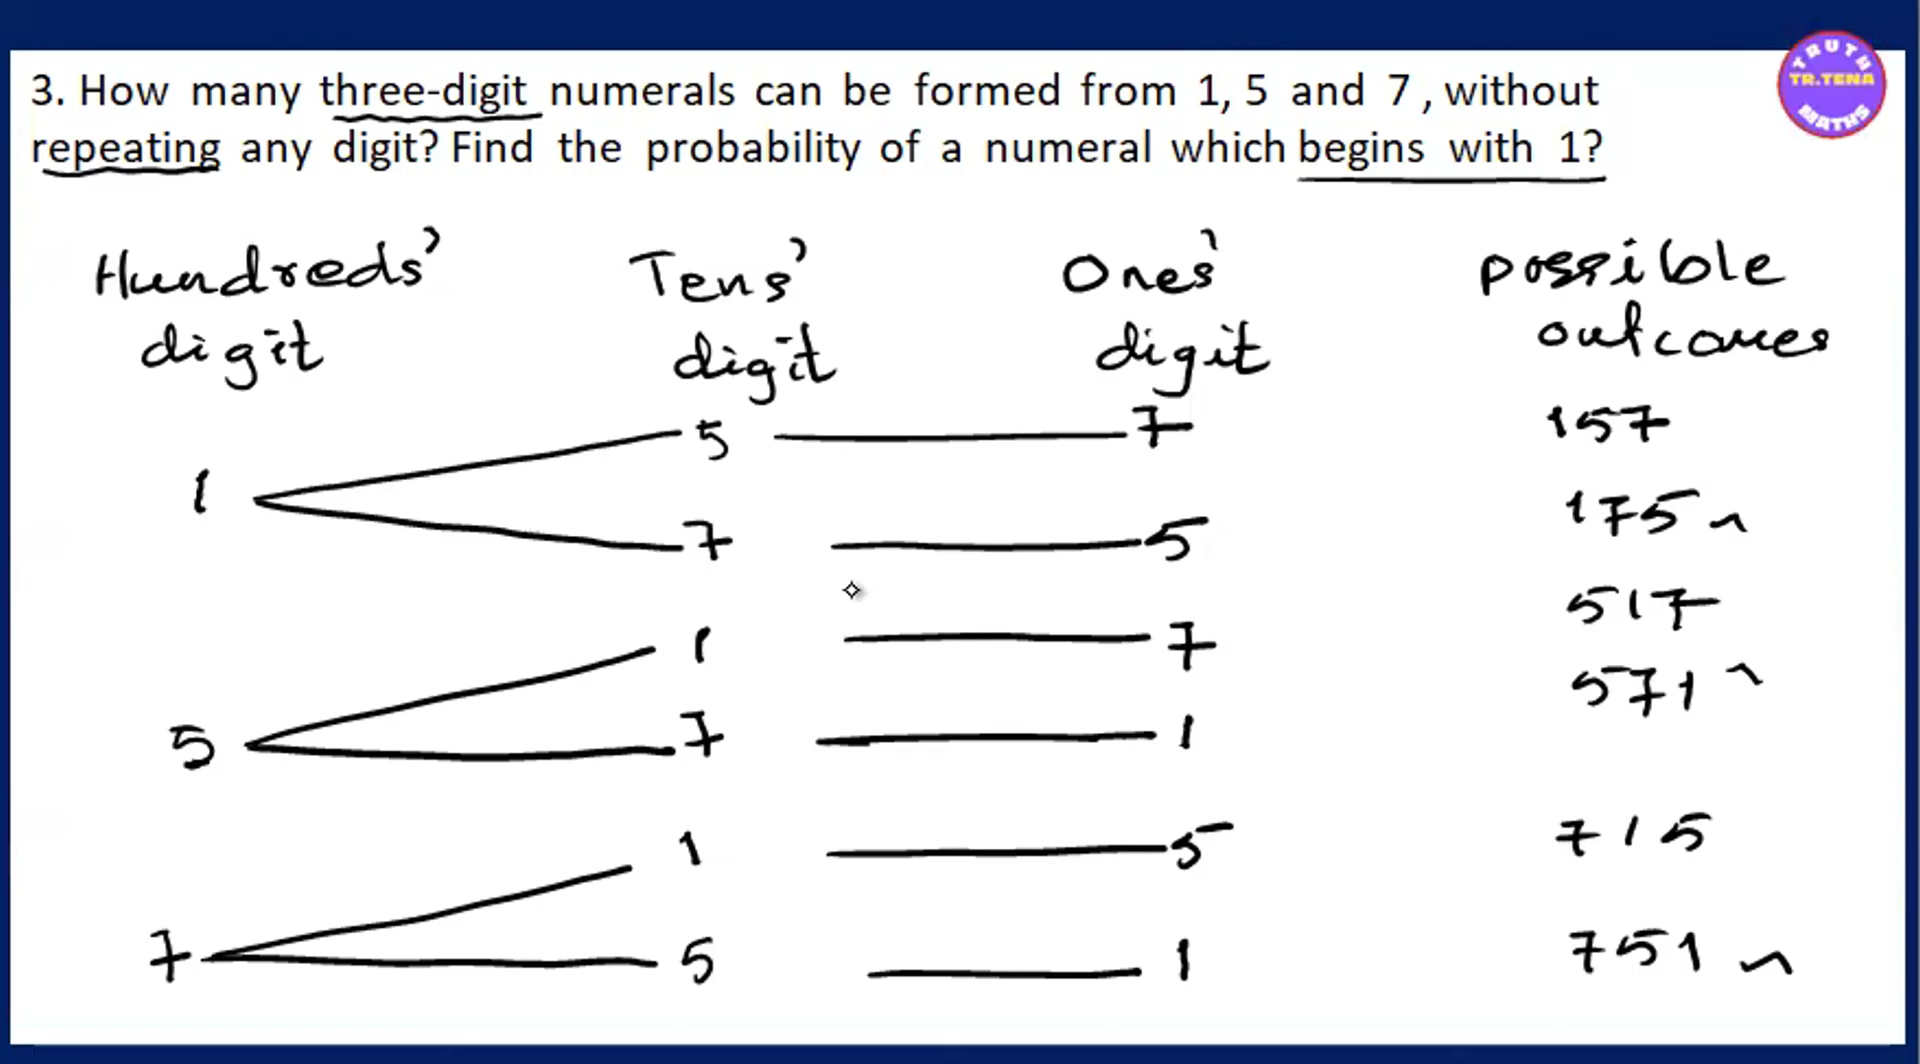 3. How many three-digit numerals can be formed from 1, 5 and 7 , without
repeating any digit? Find the probability of a numeral which begins with 1?
TRUTH
TR.TENA
MATHS
Hundreds' Tens' Ones' possible
digit digit digit outcomes
5 7 157
1
7 5 175
517
1 7
571
5 7 1
1 5 715
7 5 1 751